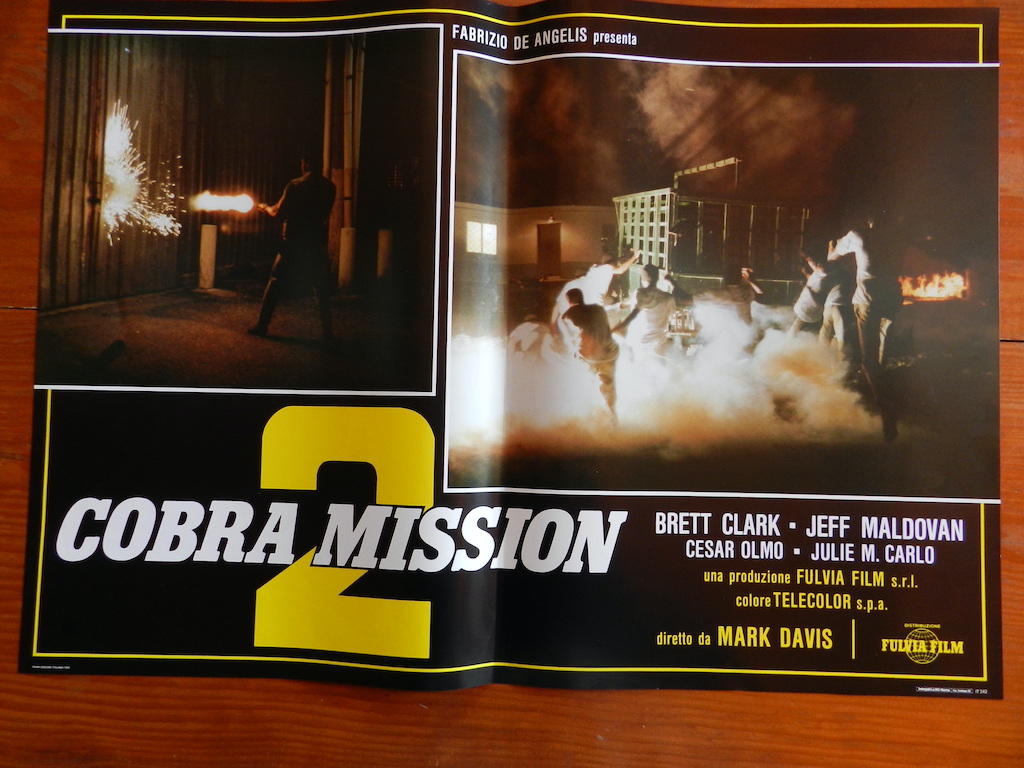 FABRIZIO DE ANGELIS presenta
2
COBRA MISSION
BRETT CLARK ▪ JEFF MALDOVAN
CESAR OLMO ▪ JULIE M. CARLO
una produzione FULVIA FILM s.r.l.
colore TELECOLOR s.p.a.
diretto da MARK DAVIS
DISTRIBUZIONE
FULVIA FILM